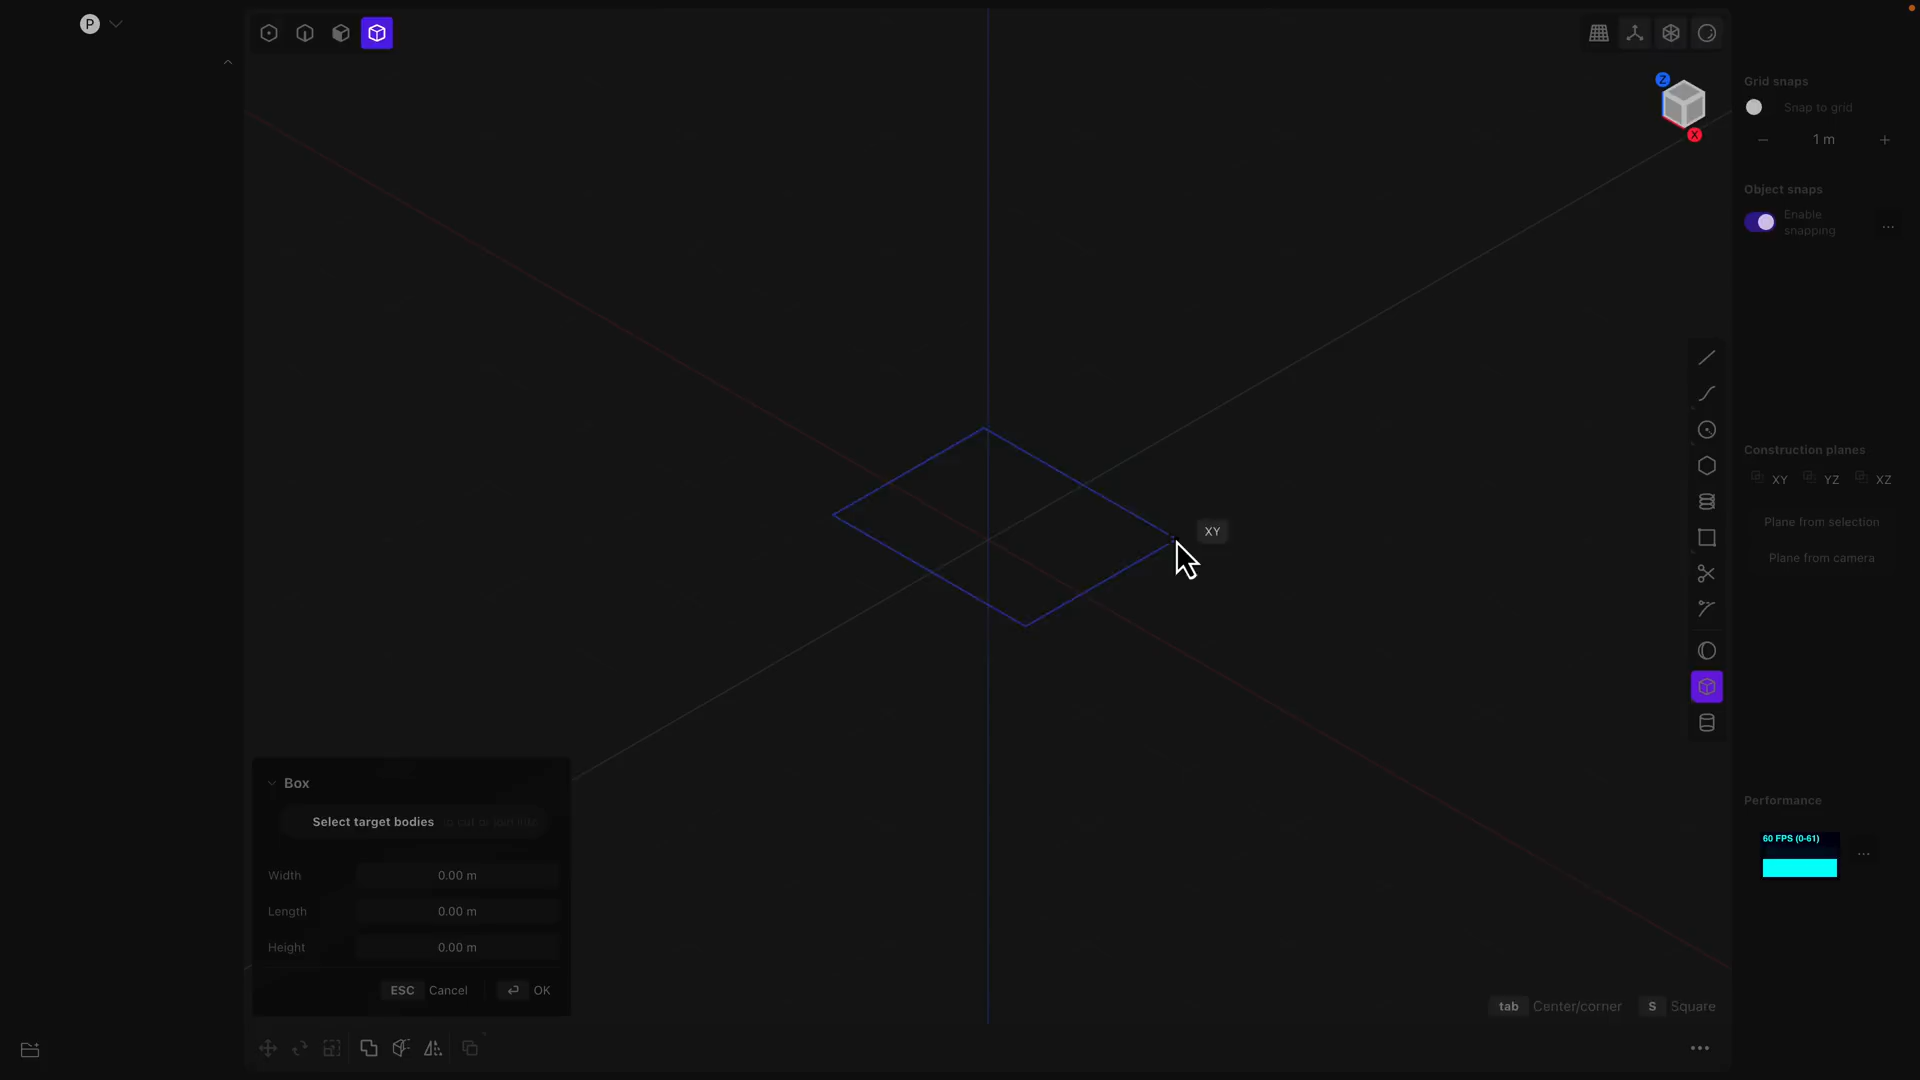 P
Z
X
Grid snaps
Snap to grid
1 m
Object snaps
Enable
snapping
XY
Construction planes
XY YZ XZ
Plane from selection
Plane from camera
Box
Select target bodies
Width 0.00 m
Length 0.00 m
Height 0.00 m
ESC Cancel OK
Performance
60 FPS (0-61)
tab Center/corner S Square